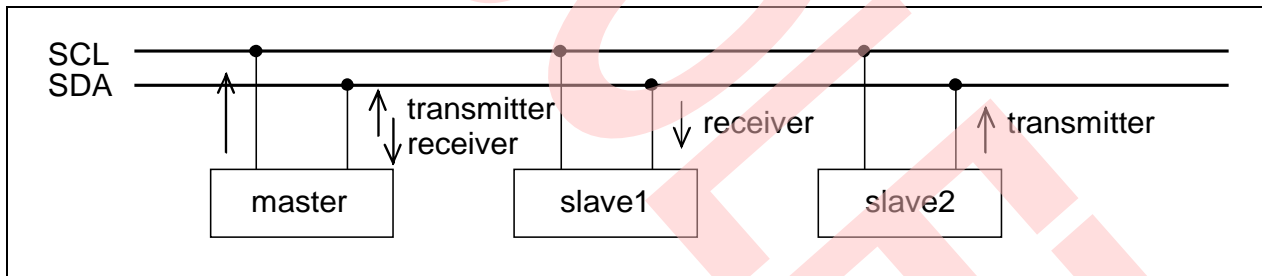 SCL
SDA
transmitter
receiver
receiver
transmitter
master
slave1
slave2